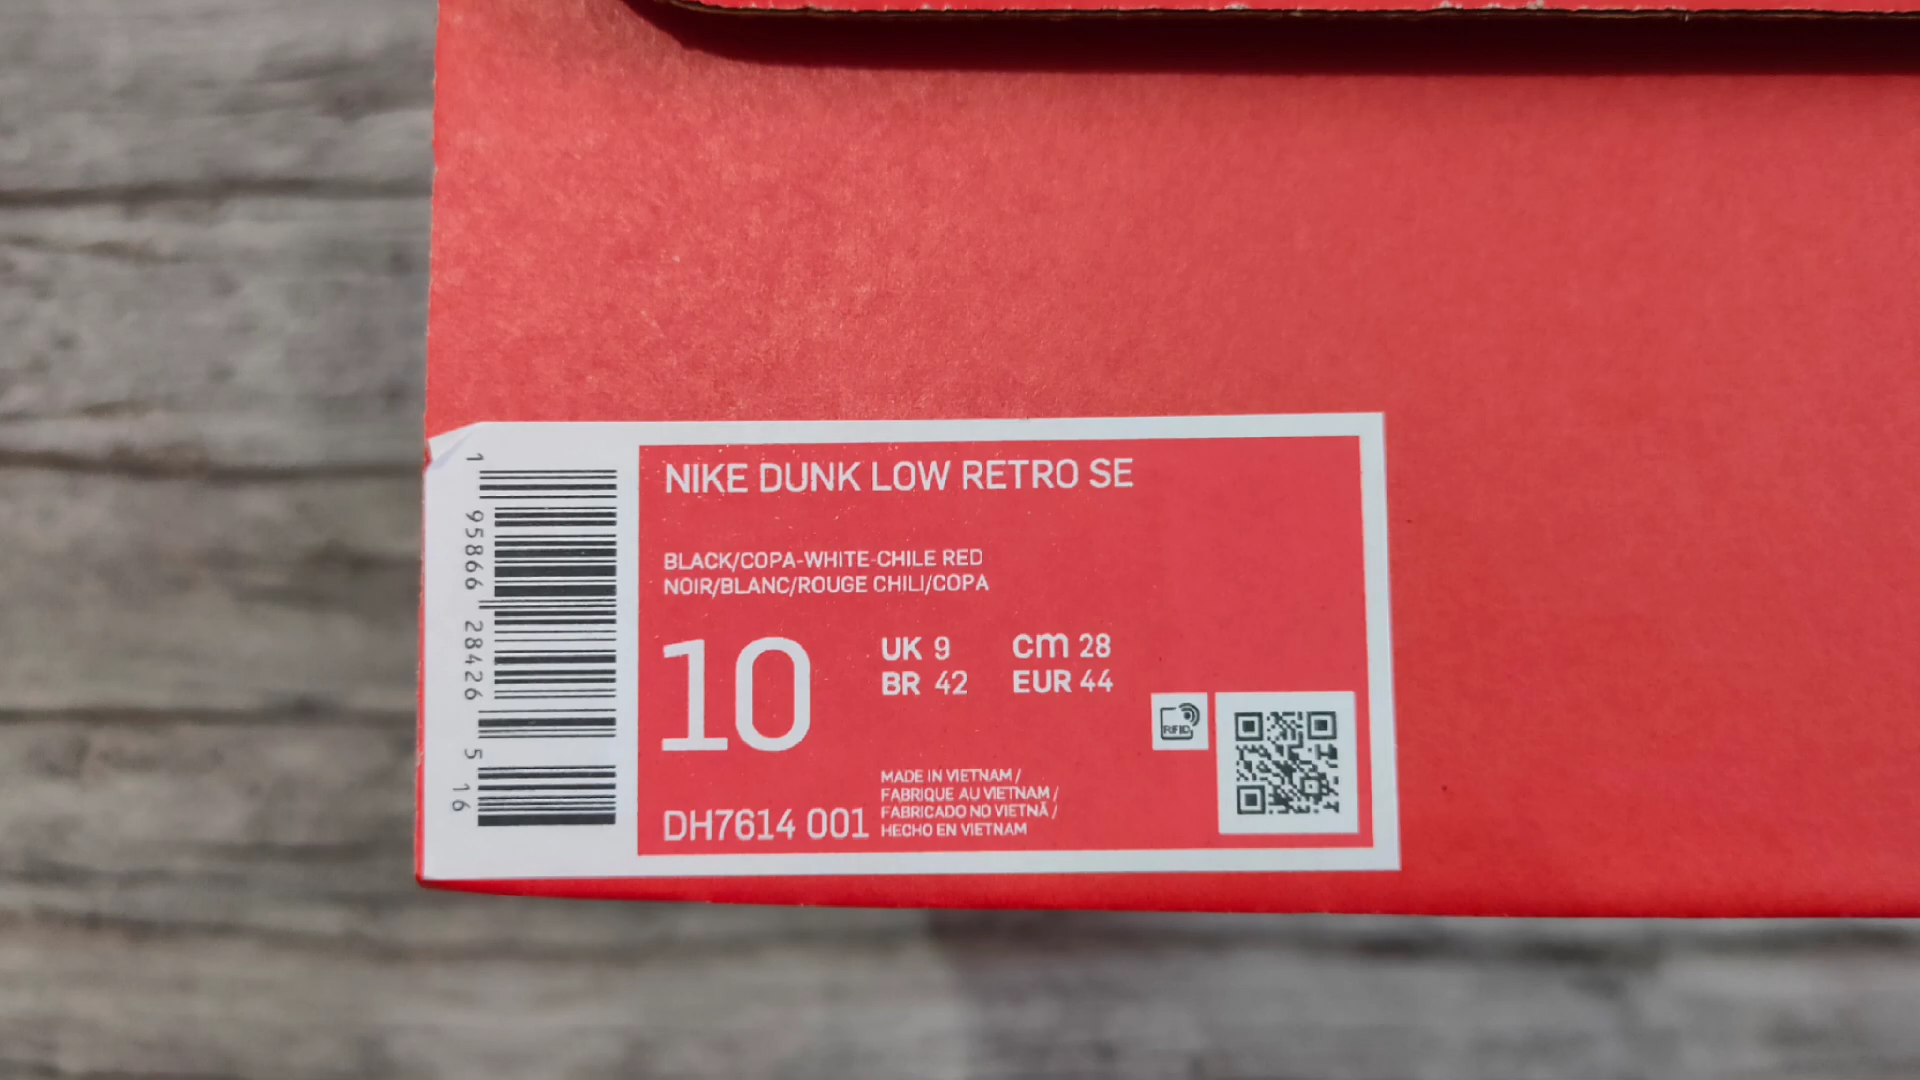 NIKE DUNK LOW RETRO SE
BLACK/COPA-WHITE-CHILE RED
NOIR/BLANC/ROUGE CHILI/COPA
10
UK 9 cm 28
BR 42 EUR 44
RFID
MADE IN VIETNAM /
FABRIQUE AU VIETNAM /
FABRICADO NO VIETNÃ /
HECHO EN VIETNAM
DH7614 001
1 95866 28426 5 16